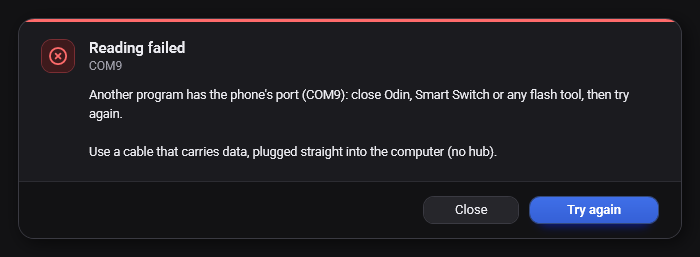 Reading failed
COM9
Another program has the phone's port (COM9): close Odin, Smart Switch or any flash tool, then try
again.
Use a cable that carries data, plugged straight into the computer (no hub).
Close
Try again